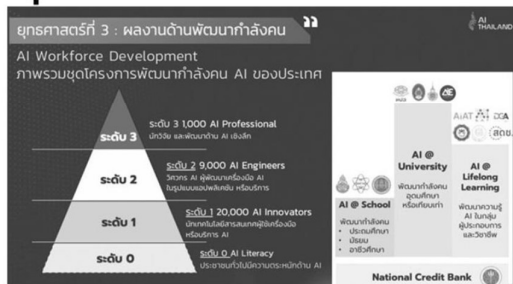 ยุทธศาสตร์ที่ 3 : ผลงานด้านพัฒนากำลังคน
AI THAILAND
AI Workforce Development
ภาพรวมชุดโครงการพัฒนากำลังคน AI ของประเทศ
ระดับ 3
ระดับ 3 1,000 AI Professional
นักวิจัย และพัฒนาด้าน AI เชิงลึก
ระดับ 2
ระดับ 2 9,000 AI Engineers
วิศวกร AI ผู้พัฒนาเครื่องมือ AI
ในรูปแบบแอปพลิเคชัน หรือบริการ
ระดับ 1
ระดับ 1 20,000 AI Innovators
นักเทคโนโลยีสารสนเทศผู้ใช้เครื่องมือ
หรือบริการ AI
ระดับ 0
ระดับ 0 AI Literacy
ประชาชนทั่วไปมีความตระหนักด้าน AI
AI @ School
พัฒนากำลังคน
• ประถมศึกษา
• มัธยม
• อาชีวศึกษา
AI @
University
พัฒนากำลังคน
อุดมศึกษา
หรือเทียบเท่า
AI @
Lifelong
Learning
พัฒนาความรู้
AI ในกลุ่ม
ผู้ประกอบการ
และวิชาชีพ
National Credit Bank